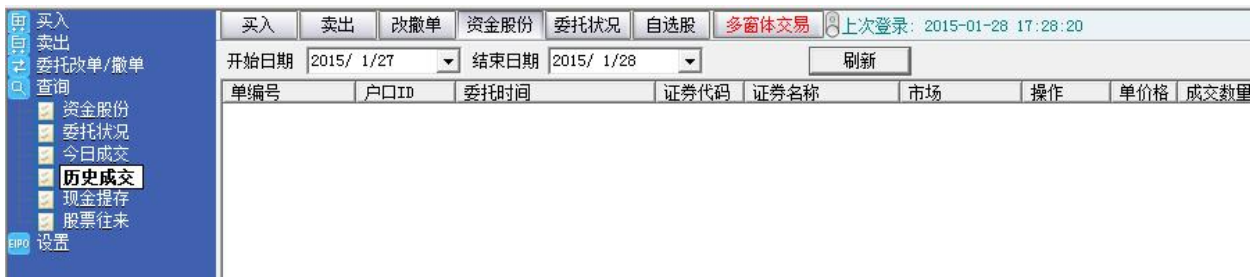 买入
卖出
委托改单/撤单
查询
资金股份
委托状况
今日成交
历史成交
现金提存
股票往来
EIPO 设置
买入 卖出 改撤单 资金股份 委托状况 自选股 多窗体交易 上次登录: 2015-01-28 17:28:20
开始日期 2015/ 1/27 结束日期 2015/ 1/28 刷新
单编号 户口ID 委托时间 证券代码 证券名称 市场 操作 单价格 成交数量